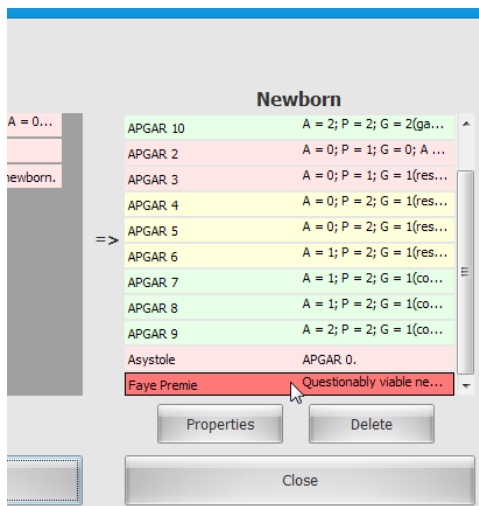 Newborn
A = 0...
newborn.
=>
APGAR 10 A = 2; P = 2; G = 2(ga...
APGAR 2 A = 0; P = 1; G = 0; A ...
APGAR 3 A = 0; P = 1; G = 1(res...
APGAR 4 A = 0; P = 2; G = 1(res...
APGAR 5 A = 0; P = 2; G = 1(res...
APGAR 6 A = 1; P = 2; G = 1(res...
APGAR 7 A = 1; P = 2; G = 1(co...
APGAR 8 A = 1; P = 2; G = 1(co...
APGAR 9 A = 2; P = 2; G = 1(co...
Asystole APGAR 0.
Faye Premie Questionably viable ne...
Properties Delete
Close